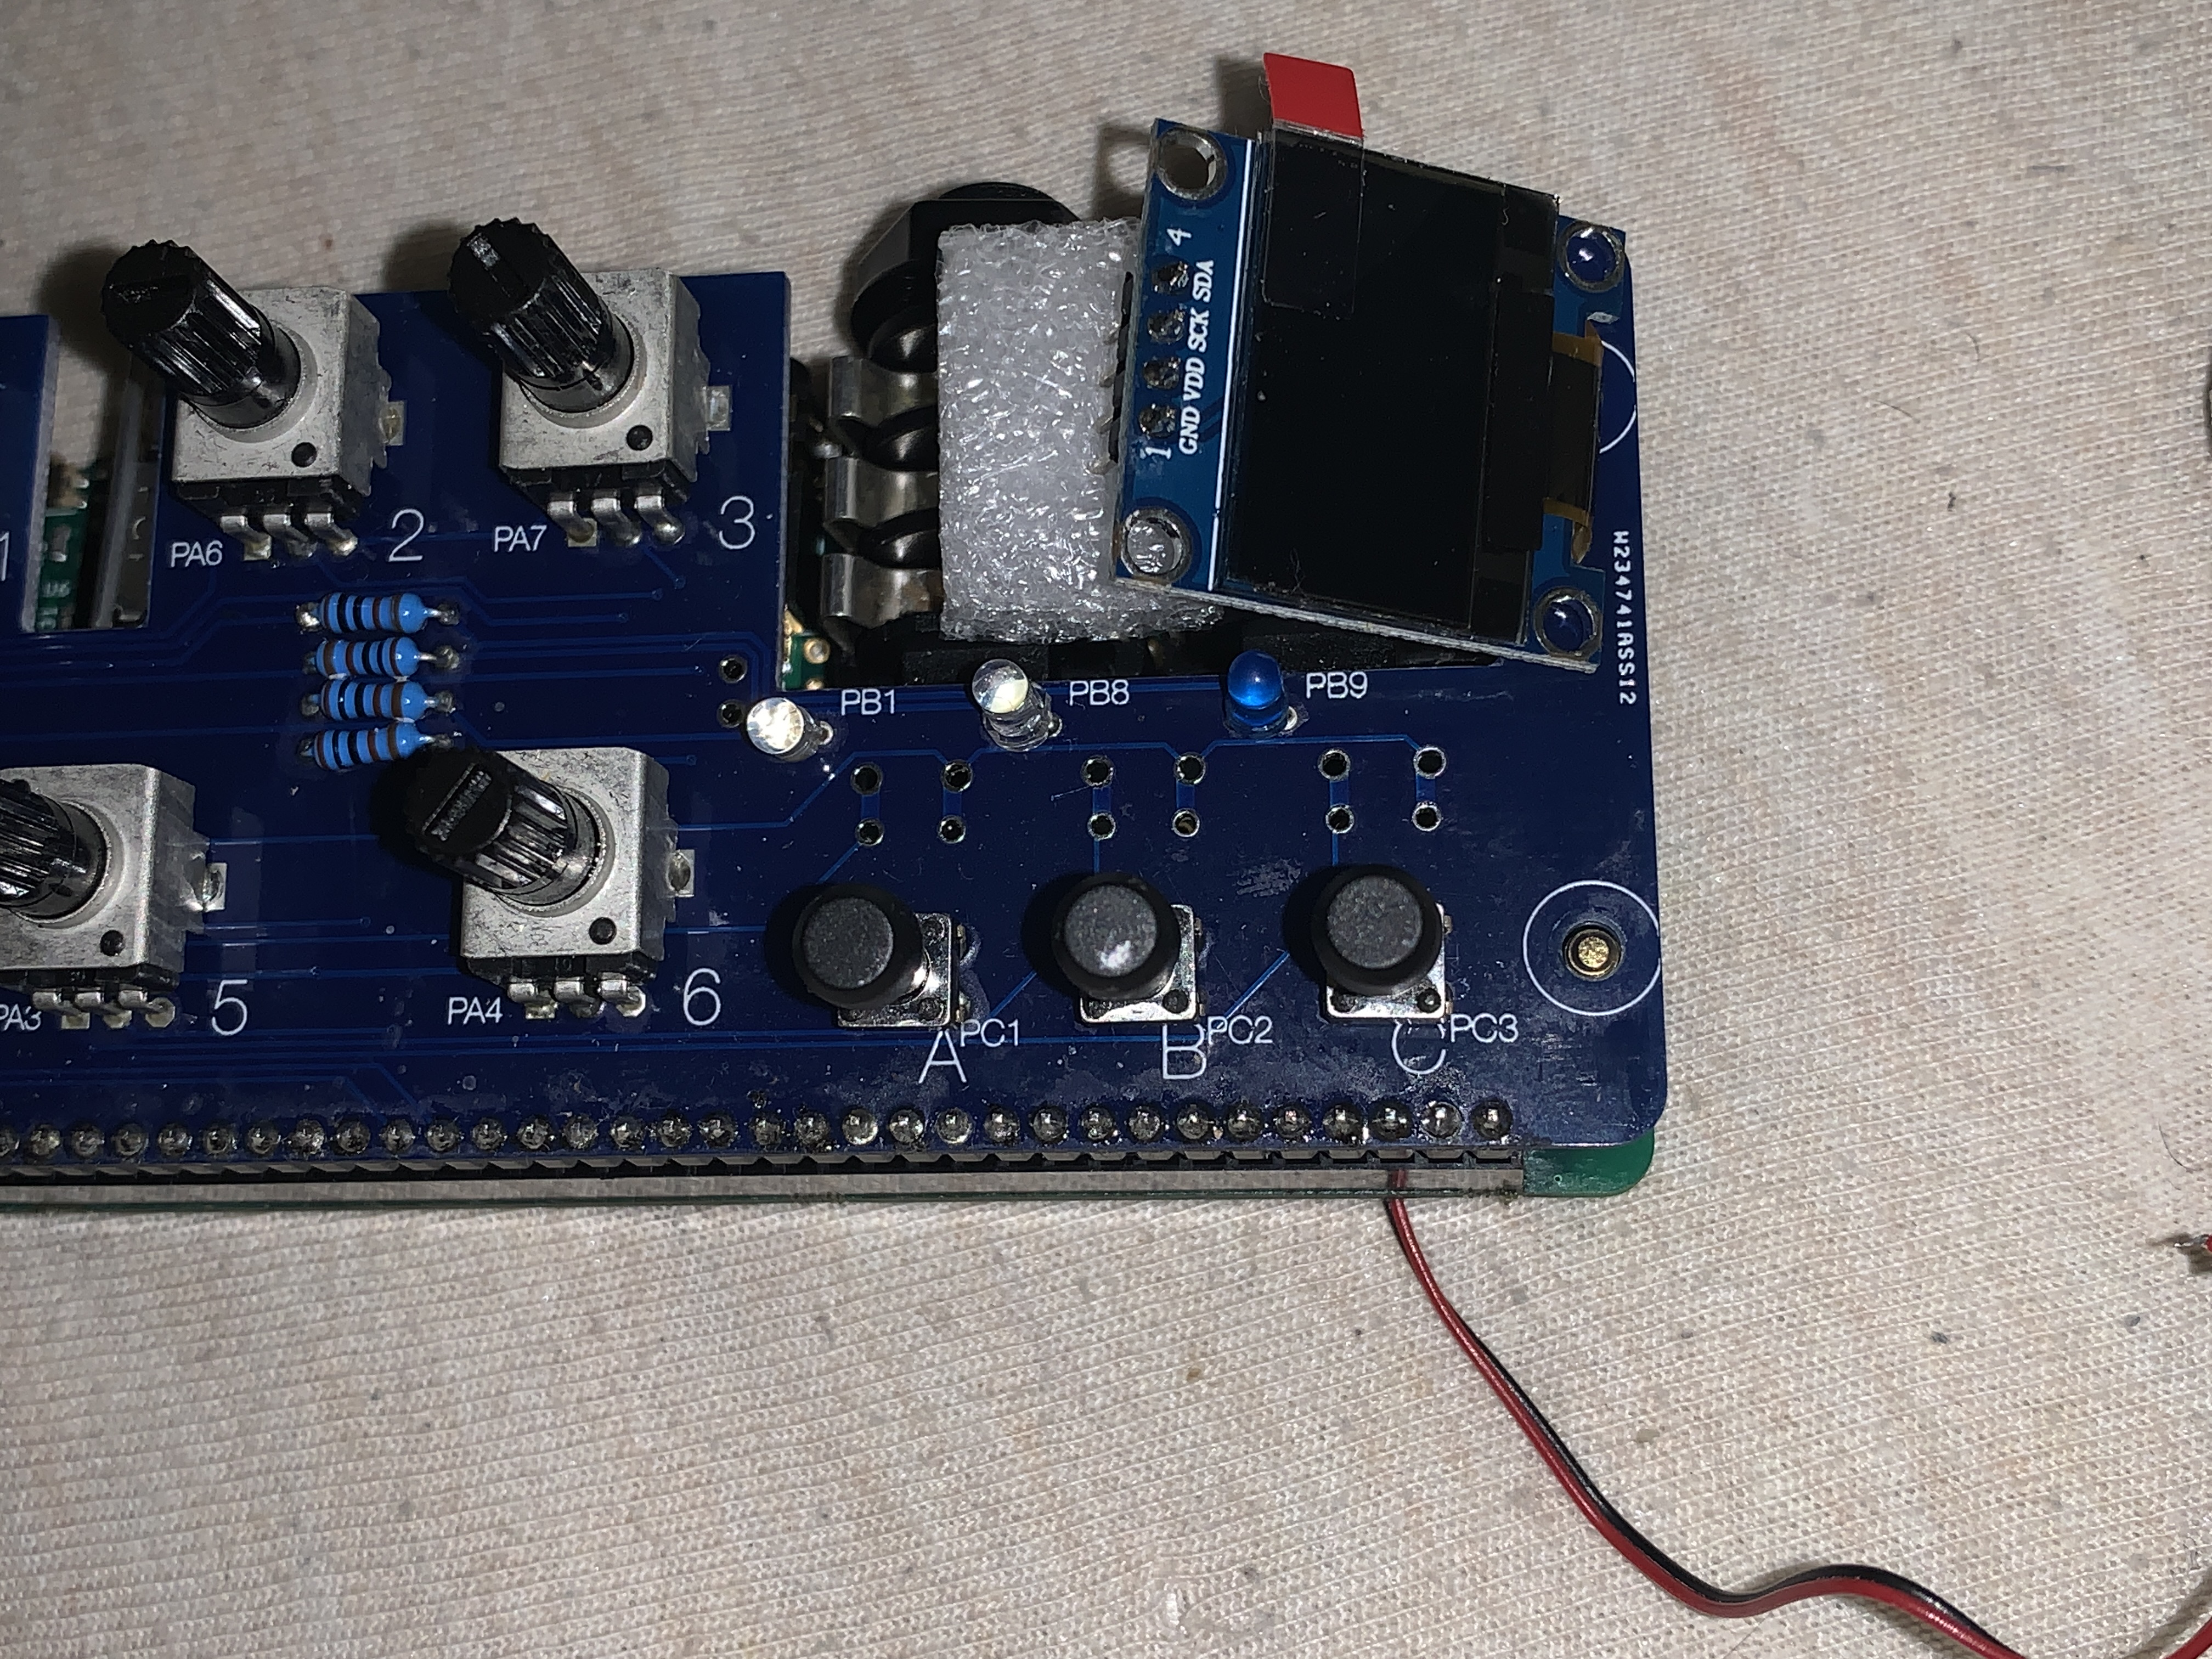 4
GND VDD SCK SDA
1
1
PA6
2
PA7
3
W234741ASS12
PB1
PB8
PB9
PA3
5
PA4
6
A
PC1
B
PC2
C
PC3